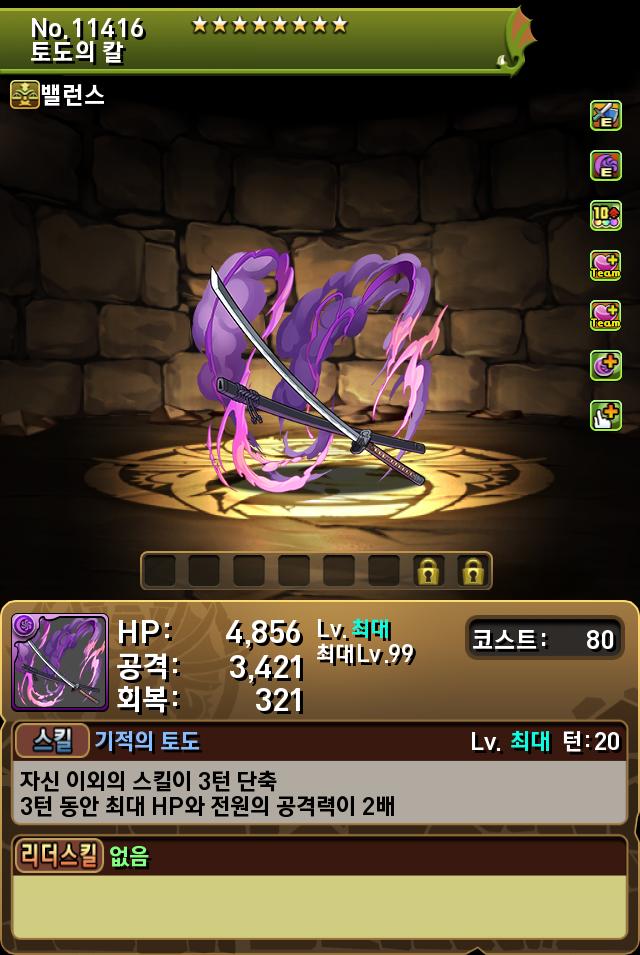 No.11416 ★★★★★★★★
토도의 칼
밸런스
E
E
10
Team
Team
HP: 4,856
공격: 3,421
회복: 321
Lv.최대
최대Lv.99
코스트: 80
스킬 기적의 토도 Lv. 최대 턴:20
자신 이외의 스킬이 3턴 단축
3턴 동안 최대 HP와 전원의 공격력이 2배
리더스킬 없음